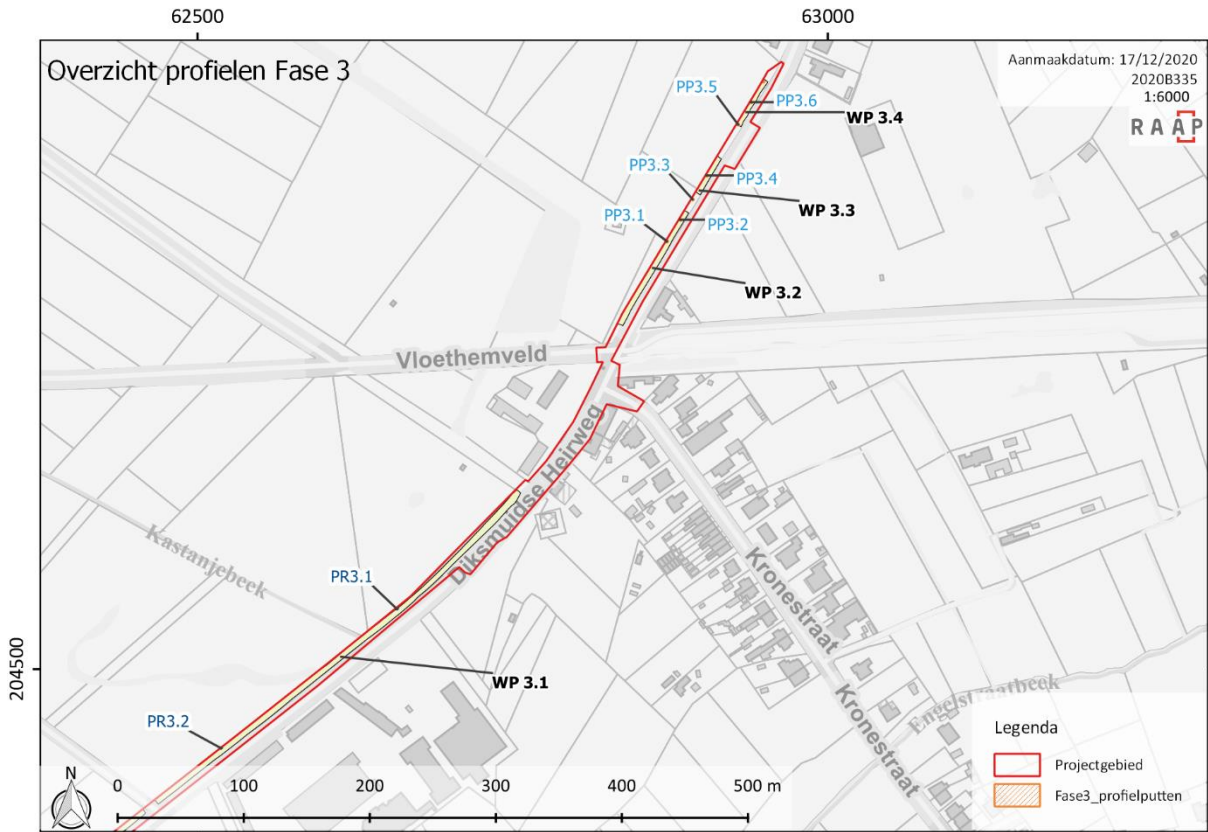 62500
63000
Overzicht profielen Fase 3
Aanmaakdatum: 17/12/2020
2020B335
1:6000
RAAP
PP3.5
PP3.6
WP 3.4
PP3.3
PP3.4
WP 3.3
PP3.1
PP3.2
WP 3.2
Vloethemveld
Diksmuidse Heirweg
Kastanjebeek
PR3.1
Kronestraat
204500
WP 3.1
Kronestraat
Engelstraatbeek
PR3.2
Legenda
Projectgebied
Fase3_profielputten
N
0 100 200 300 400 500 m